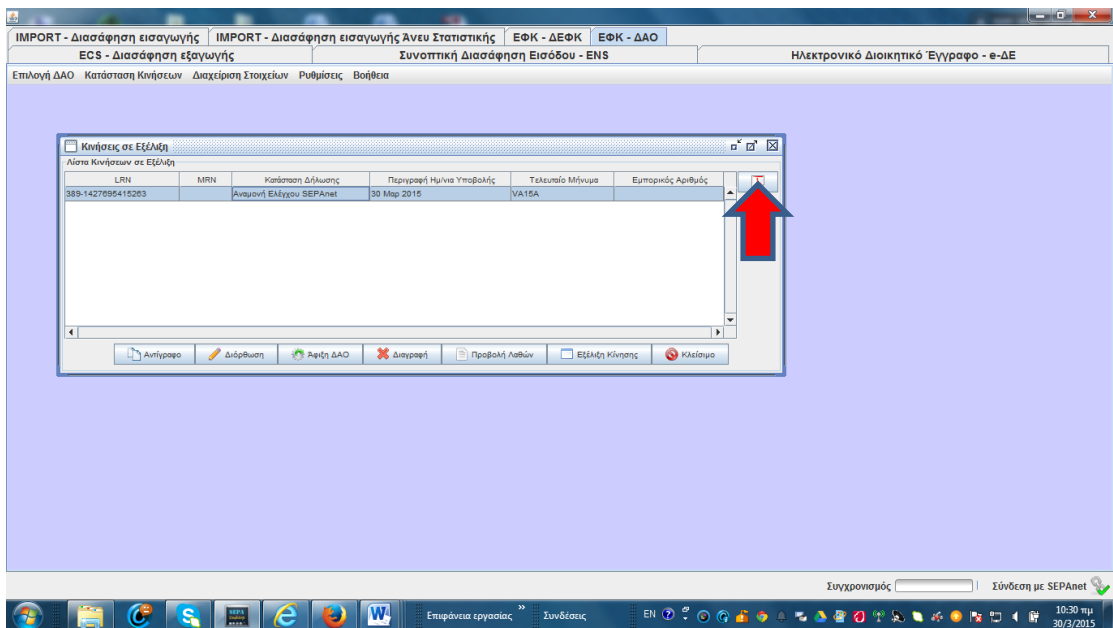 IMPORT - Διασάφηση εισαγωγής IMPORT - Διασάφηση εισαγωγής Άνευ Στατιστικής ΕΦΚ - ΔΕΦΚ ΕΦΚ - ΔΑΟ
ECS - Διασάφηση εξαγωγής Συνοπτική Διασάφηση Εισόδου - ENS Ηλεκτρονικό Διοικητικό Έγγραφο - e-ΔΕ
Επιλογή ΔΑΟ Κατάσταση Κινήσεων Διαχείριση Στοιχείων Ρυθμίσεις Βοήθεια
Κινήσεις σε Εξέλιξη
Λίστα Κινήσεων σε Εξέλιξη
LRN MRN Κατάσταση Δήλωσης Περιγραφή Ημ/νια Υποβολής Τελευταίο Μήνυμα Εμπορικός Αριθμός
389-1427695415263 Αναμονή Ελέγχου SEPAnet 30 Μαρ 2015 VA15A
Αντίγραφο Διόρθωση Άφιξη ΔΑΟ Διαγραφή Προβολή Λαθών Εξέλιξη Κίνησης Κλείσιμο
Συγχρονισμός Σύνδεση με SEPAnet
Επιφάνεια εργασίας » Συνδέσεις EN 10:30 πμ
30/3/2015